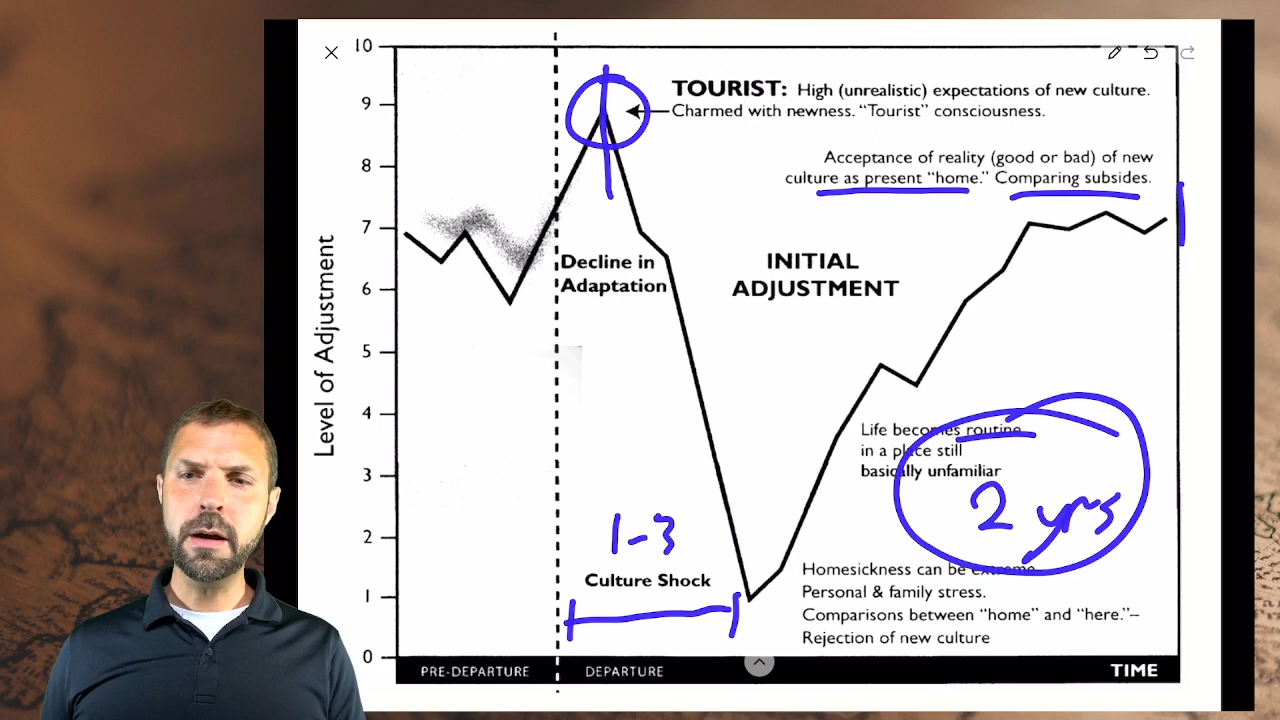 10
9
8
7
6
5
4
3
2
1
0
Level of Adjustment
TOURIST: High (unrealistic) expectations of new culture.
Charmed with newness. “Tourist” consciousness.
Acceptance of reality (good or bad) of new
culture as present “home.” Comparing subsides.
Decline in
Adaptation
INITIAL
ADJUSTMENT
Life becomes routine
in a place still
basically unfamiliar
2 yrs
1-3
Culture Shock
Homesickness can be extreme
Personal & family stress.
Comparisons between “home” and “here.”–
Rejection of new culture
PRE-DEPARTURE
DEPARTURE
TIME